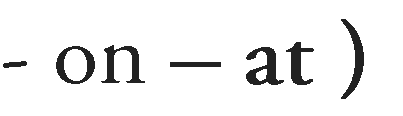 - on – at )